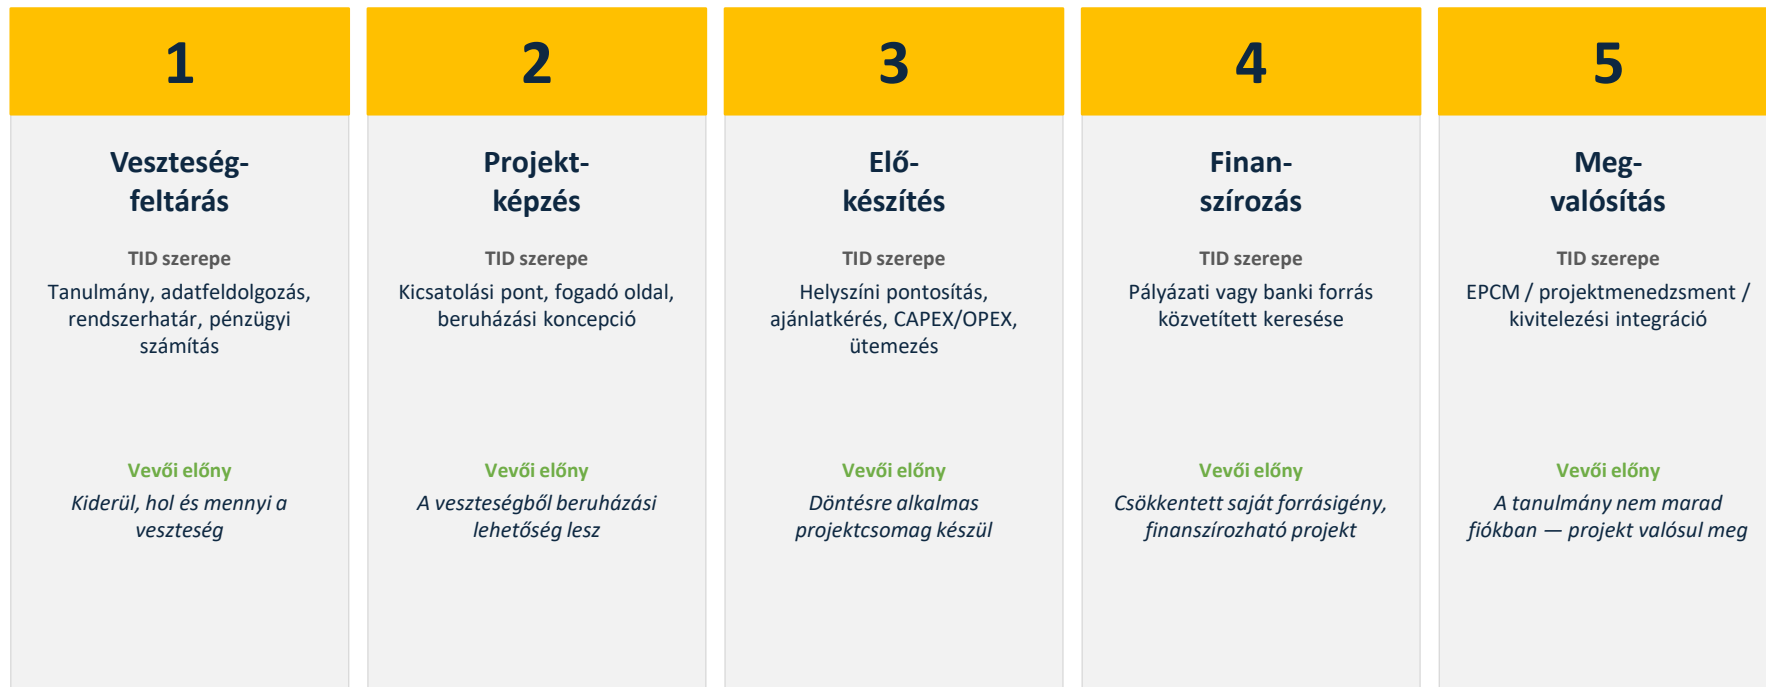 1
Veszteség-
feltárás
TID szerepe
Tanulmány, adatfeldolgozás,
rendszerhatár, pénzügyi
számítás
Vevői előny
Kiderül, hol és mennyi a
veszteség
2
Projekt-
képzés
TID szerepe
Kicsatolási pont, fogadó oldal,
beruházási koncepció
Vevői előny
A veszteségből beruházási
lehetőség lesz
3
Elő-
készítés
TID szerepe
Helyszíni pontosítás,
ajánlatkérés, CAPEX/OPEX,
ütemezés
Vevői előny
Döntésre alkalmas
projektcsomag készül
4
Finan-
szírozás
TID szerepe
Pályázati vagy banki forrás
közvetített keresése
Vevői előny
Csökkentett saját forrásigény,
finanszírozható projekt
5
Meg-
valósítás
TID szerepe
EPCM / projektmenedzsment /
kivitelezési integráció
Vevői előny
A tanulmány nem marad
fiókban — projekt valósul meg